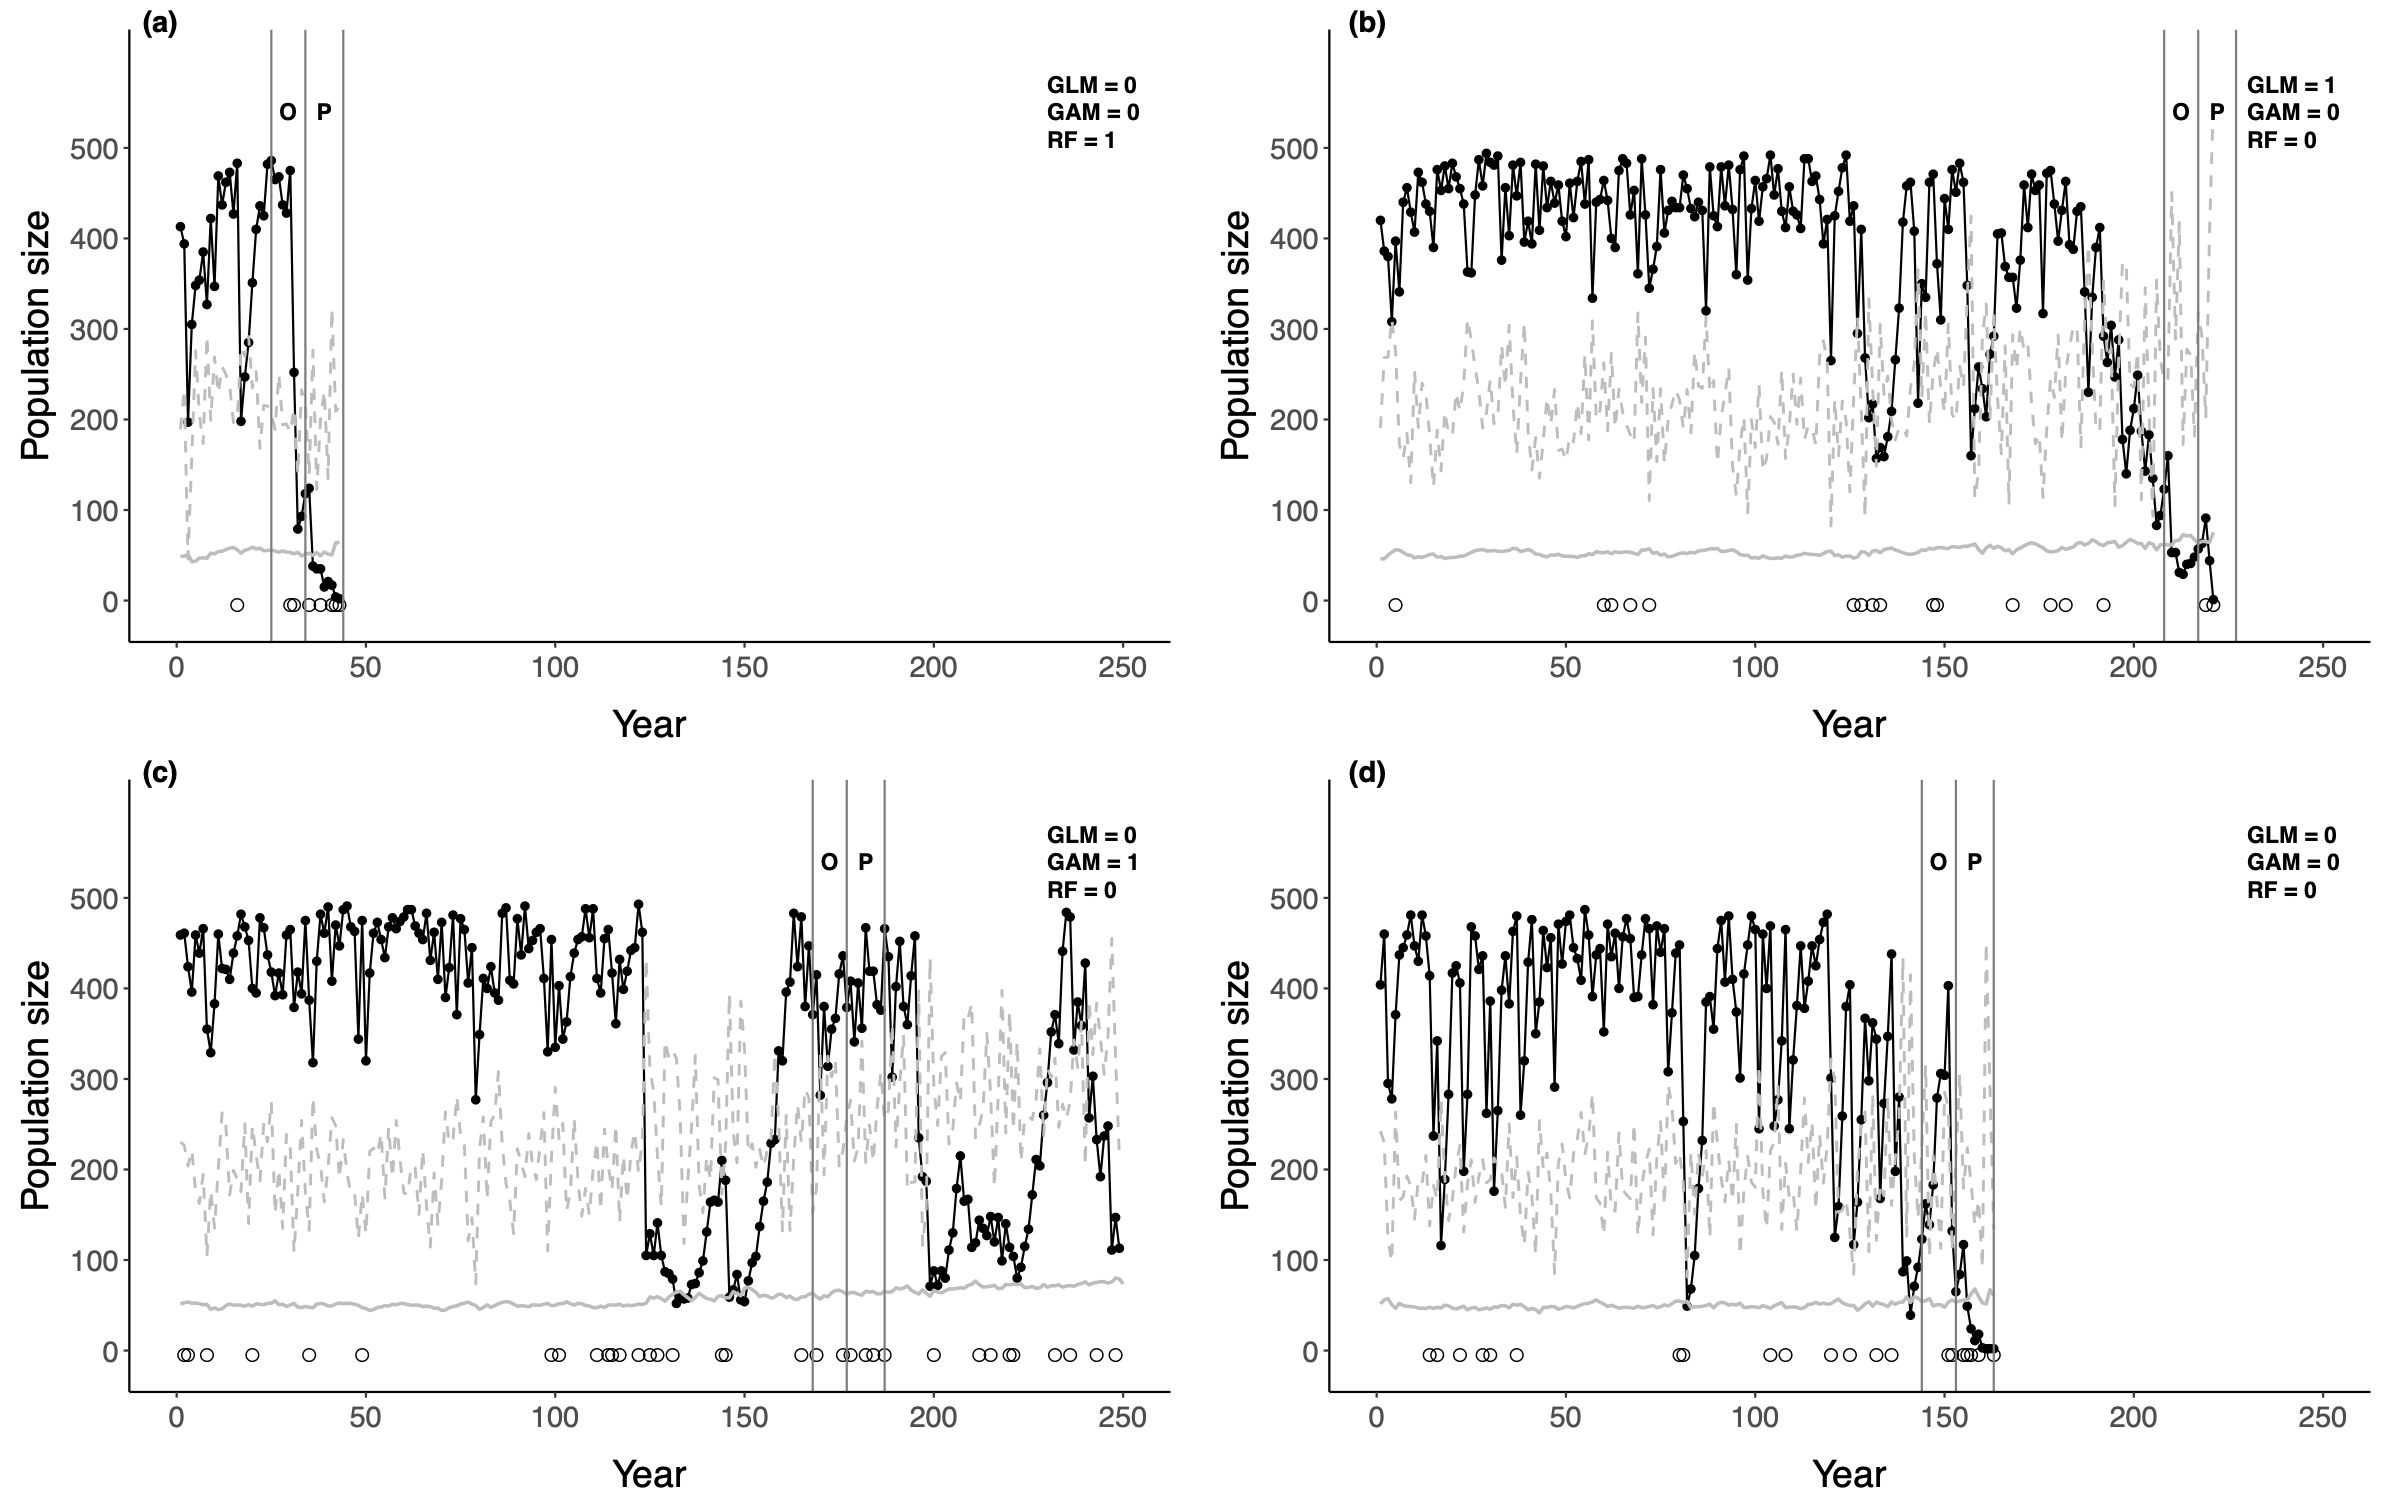 (a)
GLM = 0
GAM = 0
RF = 1
O P
Population size
500
400
300
200
100
0
0 50 100 150 200 250
Year
(b)
GLM = 1
GAM = 0
RF = 0
O P
Population size
500
400
300
200
100
0
0 50 100 150 200 250
Year
(c)
GLM = 0
GAM = 1
RF = 0
O P
Population size
500
400
300
200
100
0
0 50 100 150 200 250
Year
(d)
GLM = 0
GAM = 0
RF = 0
O P
Population size
500
400
300
200
100
0
0 50 100 150 200 250
Year